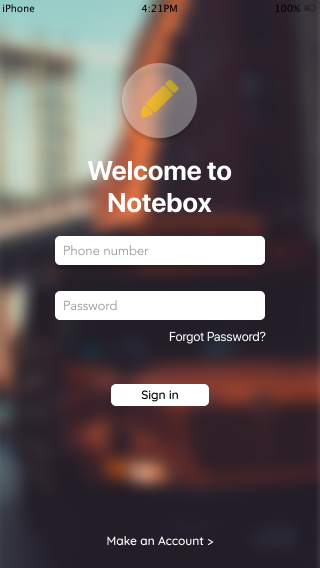 iPhone 4:21PM 100%
Welcome to
Notebox
Phone number
Password
Forgot Password?
Sign in
Make an Account >